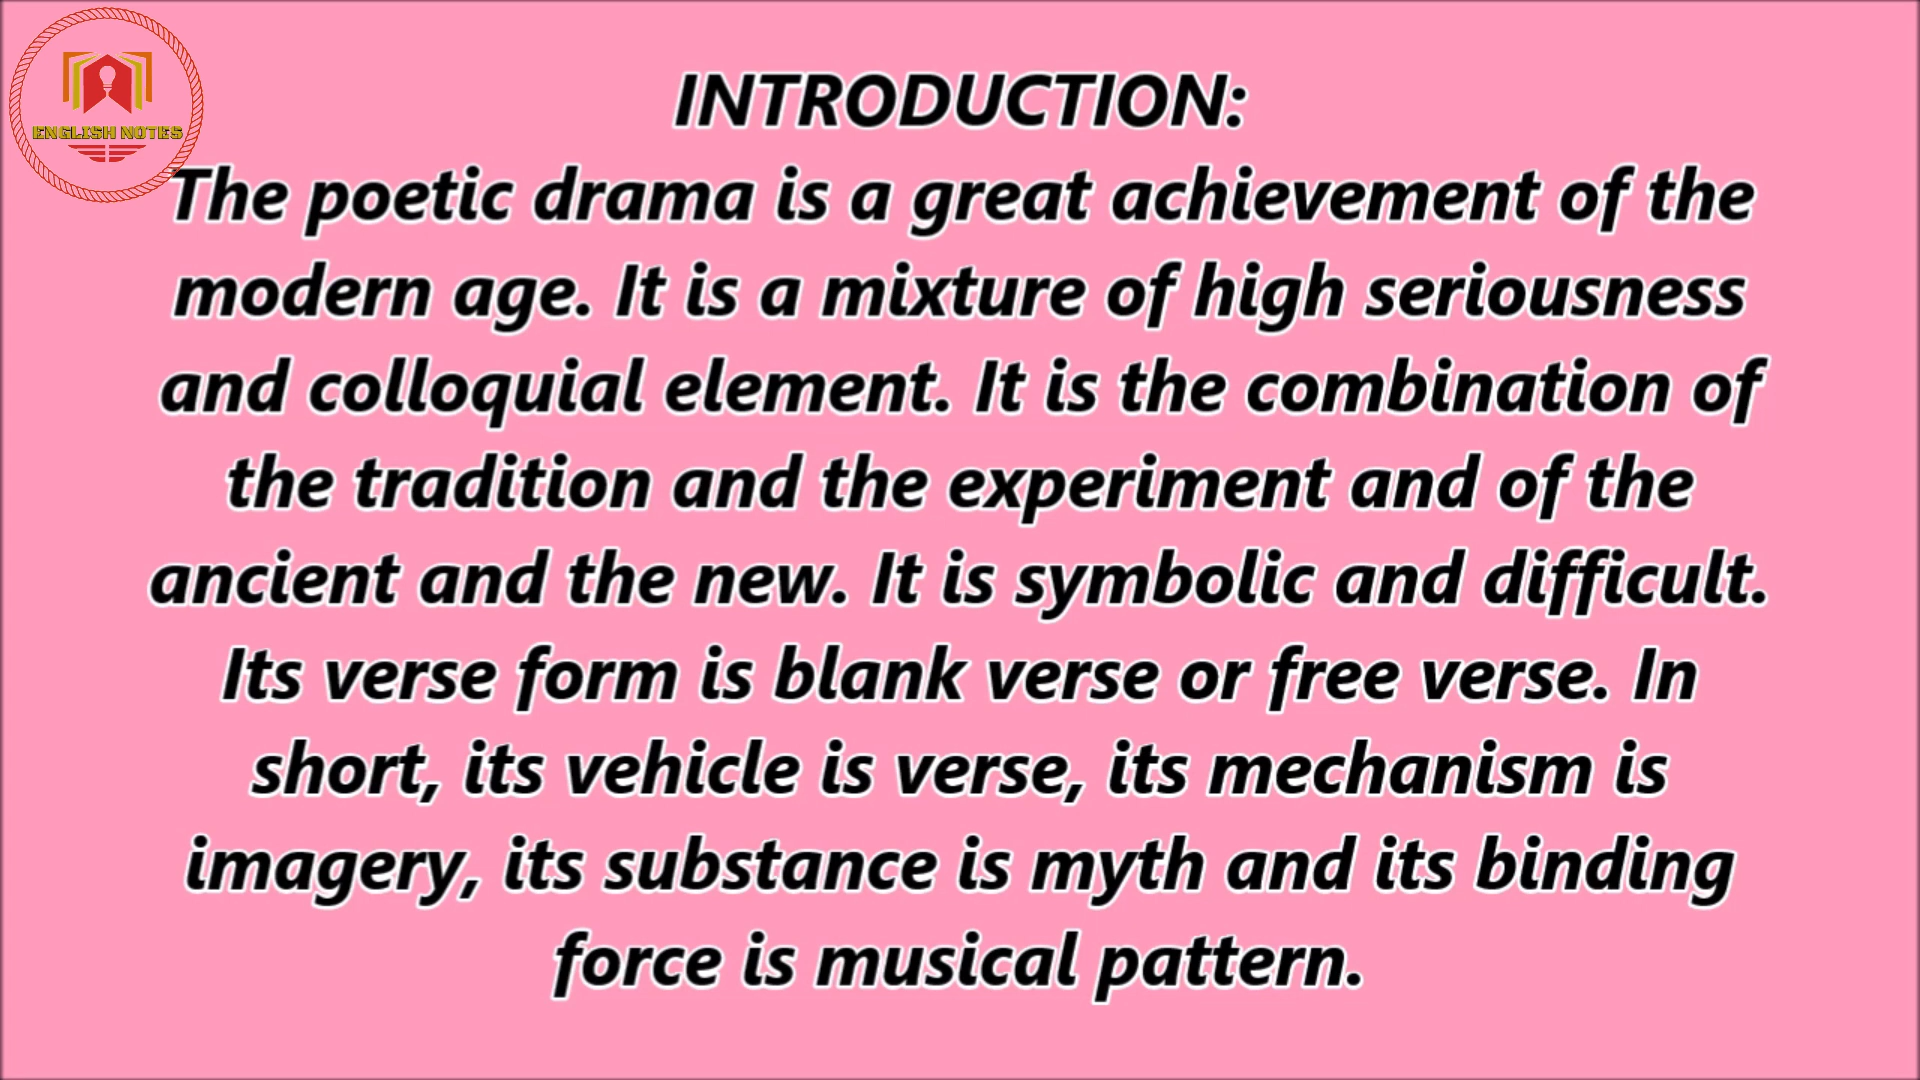 ENGLISH NOTES
INTRODUCTION:
The poetic drama is a great achievement of the
modern age. It is a mixture of high seriousness
and colloquial element. It is the combination of
the tradition and the experiment and of the
ancient and the new. It is symbolic and difficult.
Its verse form is blank verse or free verse. In
short, its vehicle is verse, its mechanism is
imagery, its substance is myth and its binding
force is musical pattern.